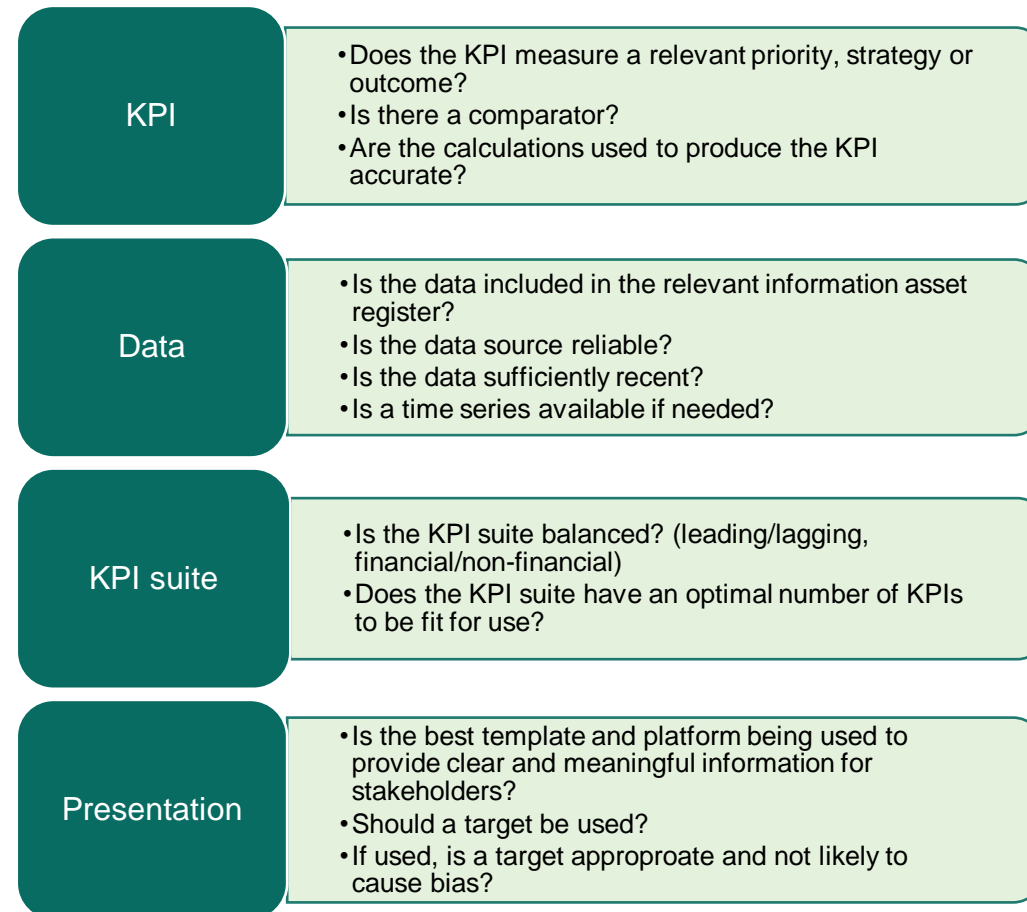 KPI
•Does the KPI measure a relevant priority, strategy or
outcome?
•Is there a comparator?
•Are the calculations used to produce the KPI
accurate?
Data
•Is the data included in the relevant information asset
register?
•Is the data source reliable?
•Is the data sufficiently recent?
•Is a time series available if needed?
KPI suite
•Is the KPI suite balanced? (leading/lagging,
financial/non-financial)
•Does the KPI suite have an optimal number of KPIs
to be fit for use?
Presentation
•Is the best template and platform being used to
provide clear and meaningful information for
stakeholders?
•Should a target be used?
•If used, is a target approproate and not likely to
cause bias?